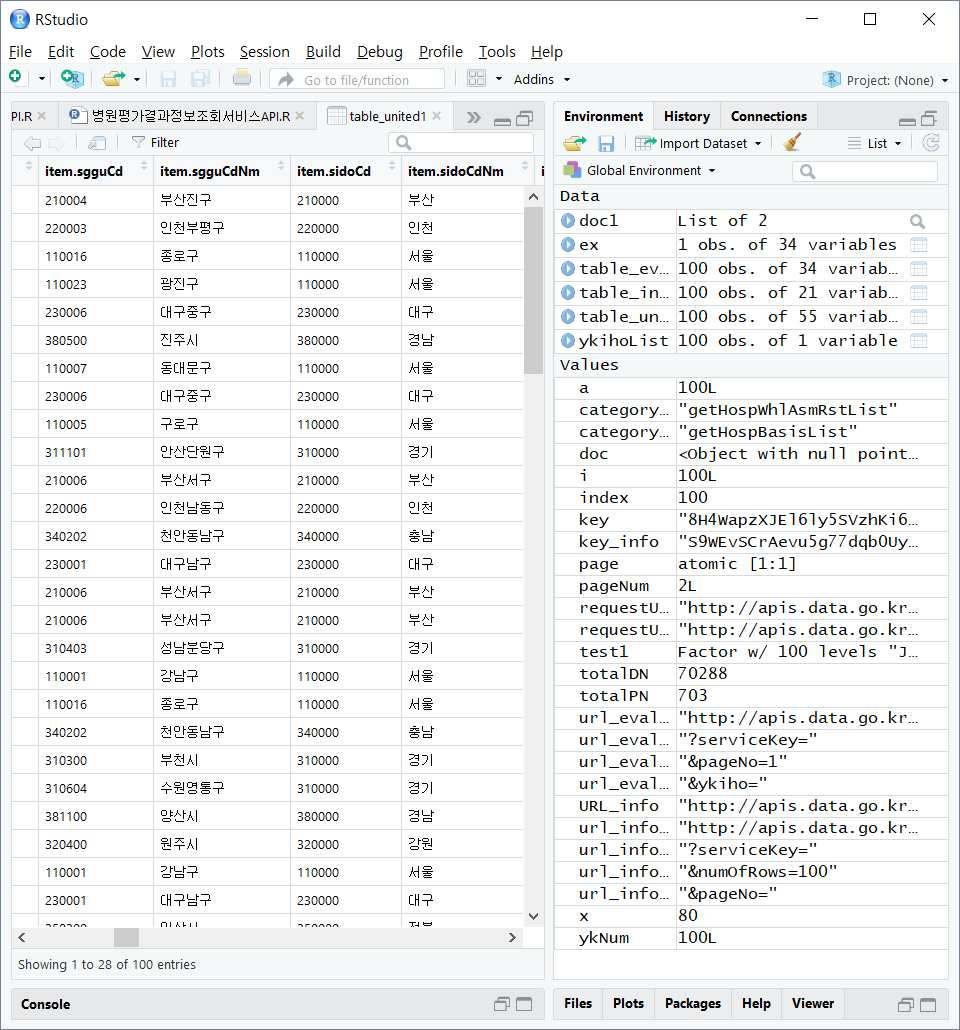 RStudio
File Edit Code View Plots Session Build Debug Profile Tools Help
Go to file/function Addins Project: (None)
PI.R 병원평가결과정보조회서비스API.R table_united1
Filter
item.sgguCd item.sgguCdNm item.sidoCd item.sidoCdNm
210004 부산진구 210000 부산
220003 인천부평구 220000 인천
110016 종로구 110000 서울
110023 광진구 110000 서울
230006 대구중구 230000 대구
380500 진주시 380000 경남
110007 동대문구 110000 서울
230006 대구중구 230000 대구
110005 구로구 110000 서울
311101 안산단원구 310000 경기
210006 부산서구 210000 부산
220006 인천남동구 220000 인천
340202 천안동남구 340000 충남
230001 대구남구 230000 대구
210006 부산서구 210000 부산
210006 부산서구 210000 부산
310403 성남분당구 310000 경기
110001 강남구 110000 서울
110016 종로구 110000 서울
340202 천안동남구 340000 충남
310300 부천시 310000 경기
310604 수원영통구 310000 경기
381100 양산시 380000 경남
320400 원주시 320000 강원
110001 강남구 110000 서울
230001 대구남구 230000 대구
Showing 1 to 28 of 100 entries
Console
Environment History Connections
Import Dataset List
Global Environment
Data
doc1 List of 2
ex 1 obs. of 34 variables
table_ev… 100 obs. of 34 variab…
table_in… 100 obs. of 21 variab…
table_un… 100 obs. of 55 variab…
ykihoList 100 obs. of 1 variable
Values
a 100L
category… "getHospWhlAsmRstList"
category… "getHospBasisList"
doc <Object with null point…
i 100L
index 100
key "8H4WapzXJEl6ly5SVzhKi6…
key_info "S9WEvSCrAevu5g77dqb0Uy…
page atomic [1:1]
pageNum 2L
requestU… "http://apis.data.go.kr…
requestU… "http://apis.data.go.kr…
test1 Factor w/ 100 levels "J…
totalDN 70288
totalPN 703
url_eval… "http://apis.data.go.kr…
url_eval… "?serviceKey="
url_eval… "&pageNo=1"
url_eval… "&ykiho="
URL_info "http://apis.data.go.kr…
url_info… "http://apis.data.go.kr…
url_info… "?serviceKey="
url_info… "&numOfRows=100"
url_info… "&pageNo="
x 80
ykNum 100L
Files Plots Packages Help Viewer